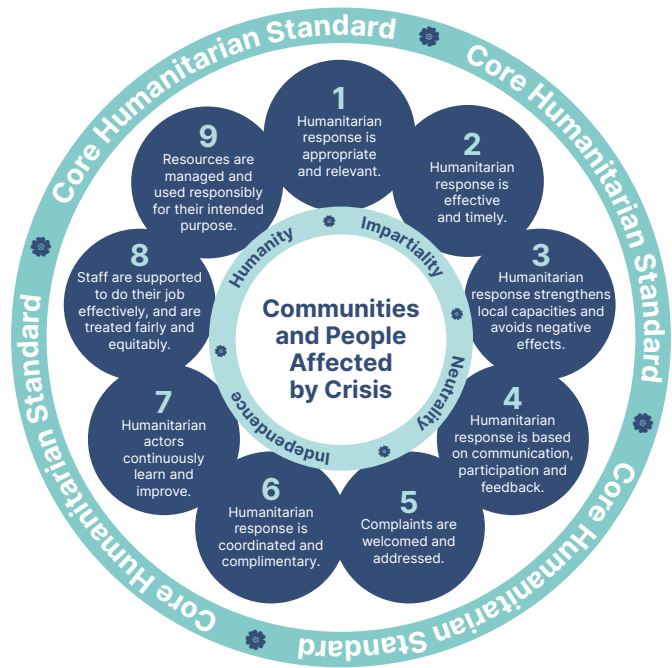 Core Humanitarian Standard
Core Humanitarian Standard
Core Humanitarian Standard
Core Humanitarian Standard
Core Humanitarian Standard
1
Humanitarian
response is
appropriate
and relevant.
2
Humanitarian
response is
effective
and timely.
3
Humanitarian
response strengthens
local capacities and
avoids negative
effects.
4
Humanitarian
response is based
on communication,
participation and
feedback.
5
Complaints are
welcomed and
addressed.
6
Humanitarian
response is
coordinated and
complimentary.
7
Humanitarian
actors
continuously
learn and
improve.
8
Staff are supported
to do their job
effectively, and are
treated fairly and
equitably.
9
Resources are
managed and
used responsibly
for their intended
purpose.
Humanity
Impartiality
Neutrality
Independence
Communities
and People
Affected
by Crisis